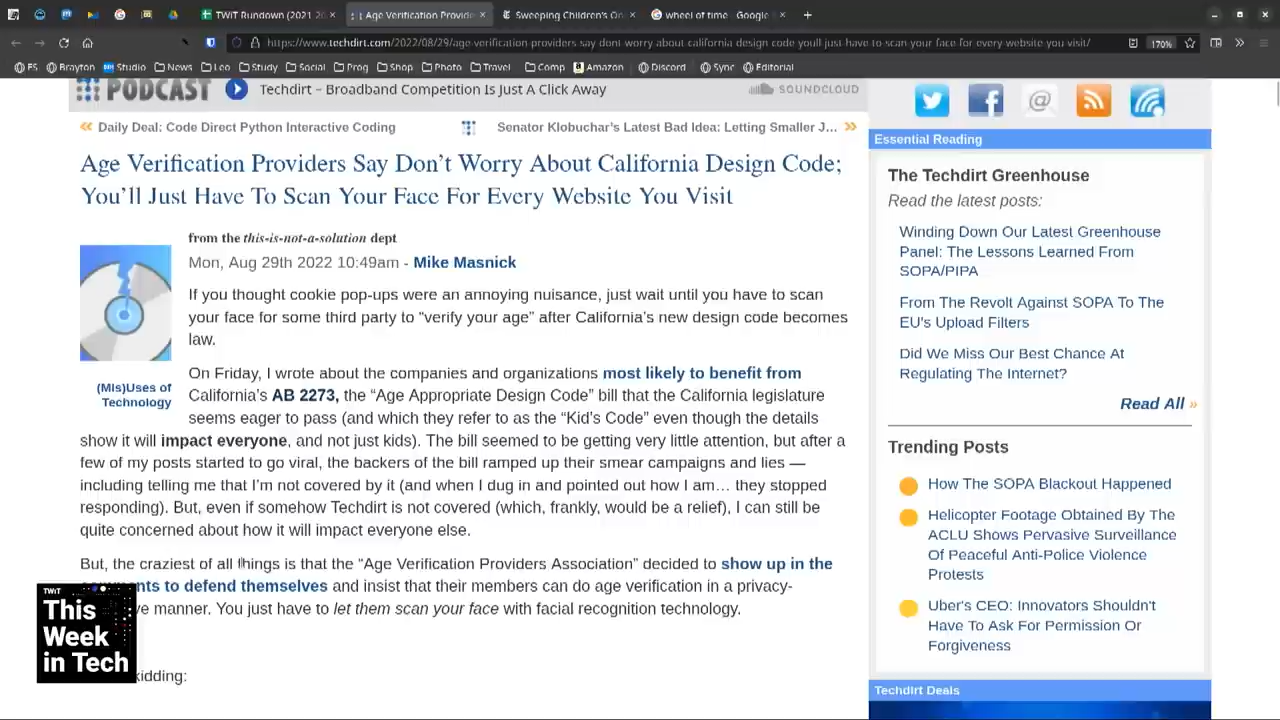 TWiT Rundown (2021 20
Age Verification Provide
Sweeping Children's On
wheel of time - Google
https://www.techdirt.com/2022/08/29/age-verification-providers-say-dont-worry-about-california-design-code-youll-just-have-to-scan-your-face-for-every-website-you-visit/
170%
Brayton
Studio
News
Leo
Study
Social
Prog
Shop
Photo
Travel
Comp
Amazon
Discord
Sync
Editorial
PODCAST
Techdirt – Broadband Competition Is Just A Click Away
SOUNDCLOUD
« Daily Deal: Code Direct Python Interactive Coding
Senator Klobuchar's Latest Bad Idea: Letting Smaller J… »
Age Verification Providers Say Don't Worry About California Design Code;
You'll Just Have To Scan Your Face For Every Website You Visit
from the this-is-not-a-solution dept
Mon, Aug 29th 2022 10:49am - Mike Masnick
(MIs)Uses of
Technology
If you thought cookie pop-ups were an annoying nuisance, just wait until you have to scan
your face for some third party to “verify your age” after California's new design code becomes
law.
On Friday, I wrote about the companies and organizations most likely to benefit from
California's AB 2273, the “Age Appropriate Design Code” bill that the California legislature
seems eager to pass (and which they refer to as the “Kid's Code” even though the details
show it will impact everyone, and not just kids). The bill seemed to be getting very little attention, but after a
few of my posts started to go viral, the backers of the bill ramped up their smear campaigns and lies —
including telling me that I'm not covered by it (and when I dug in and pointed out how I am… they stopped
responding). But, even if somehow Techdirt is not covered (which, frankly, would be a relief), I can still be
quite concerned about how it will impact everyone else.
But, the craziest of all things is that the “Age Verification Providers Association” decided to show up in the
to defend themselves and insist that their members can do age verification in a privacy-
manner. You just have to let them scan your face with facial recognition technology.
kidding:
TWiT
This
Week
in Tech
Essential Reading
The Techdirt Greenhouse
Read the latest posts:
Winding Down Our Latest Greenhouse
Panel: The Lessons Learned From
SOPA/PIPA
From The Revolt Against SOPA To The
EU's Upload Filters
Did We Miss Our Best Chance At
Regulating The Internet?
Read All »
Trending Posts
How The SOPA Blackout Happened
Helicopter Footage Obtained By The
ACLU Shows Pervasive Surveillance
Of Peaceful Anti-Police Violence
Protests
Uber's CEO: Innovators Shouldn't
Have To Ask For Permission Or
Forgiveness
Techdirt Deals